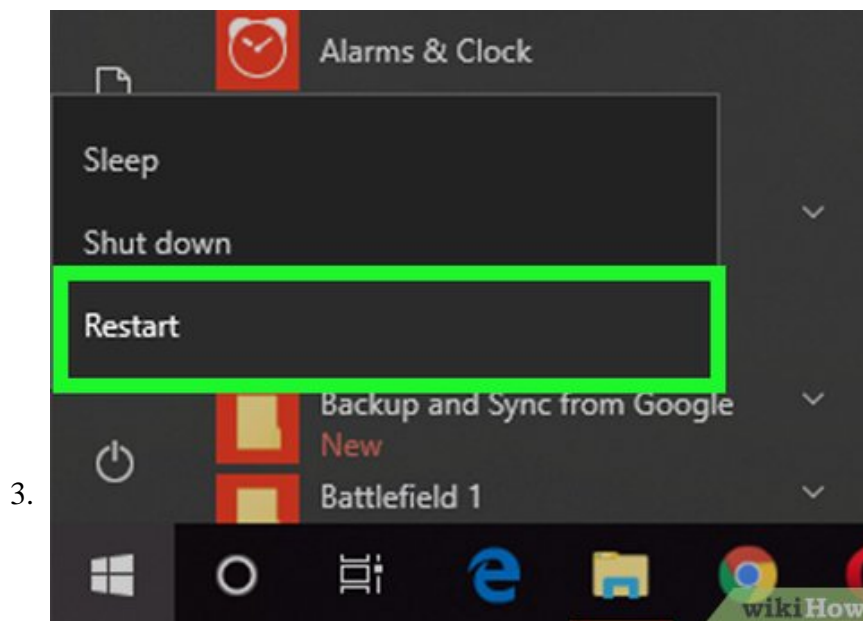 Alarms & Clock
Sleep
Shut down
Restart
Backup and Sync from Google
New
Battlefield 1
3.
wikiHow